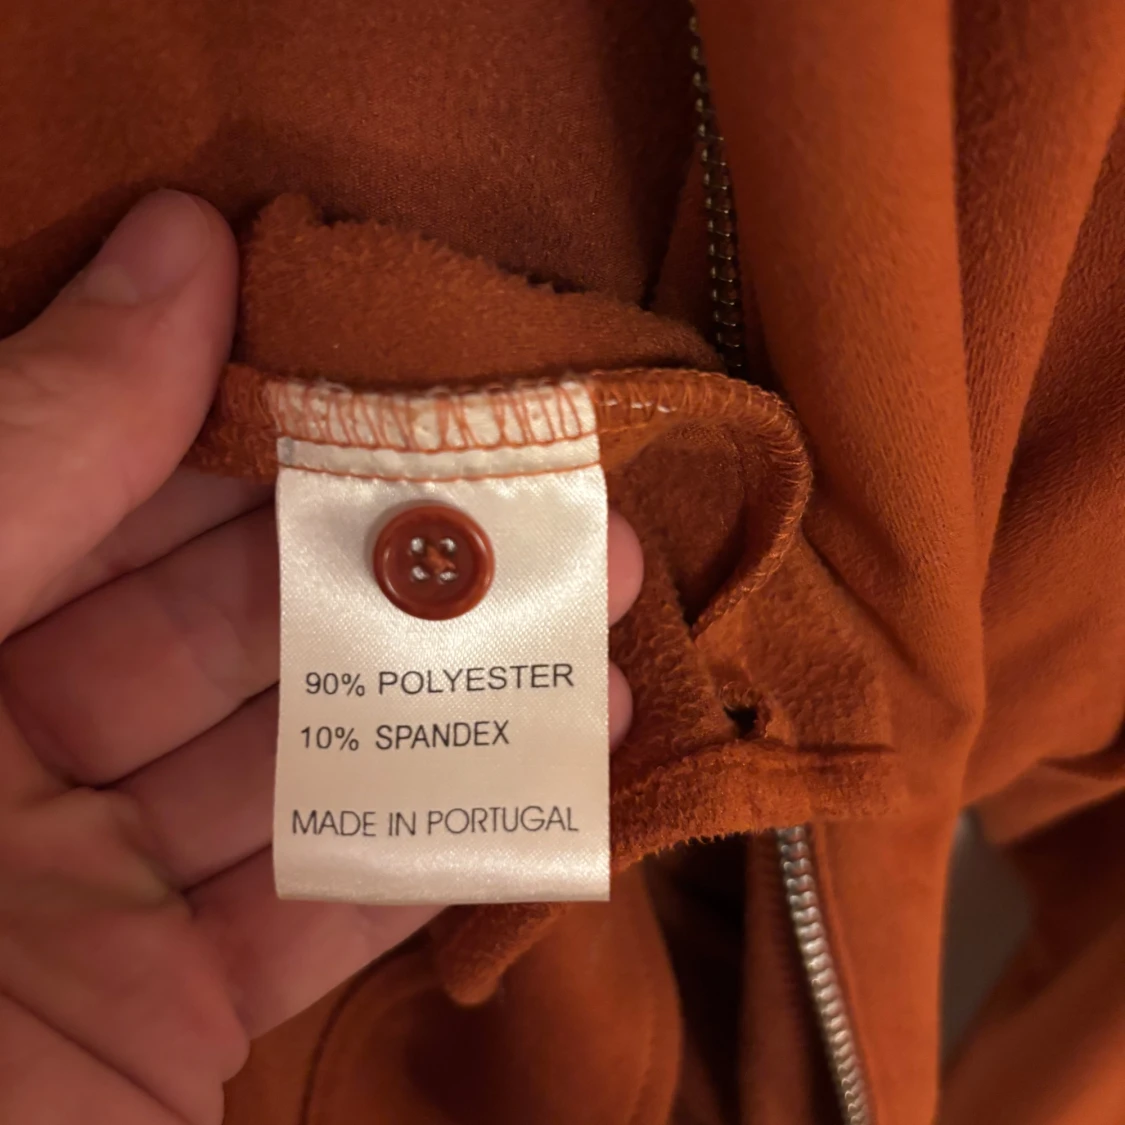 90% POLYESTER
10% SPANDEX
MADE IN PORTUGAL